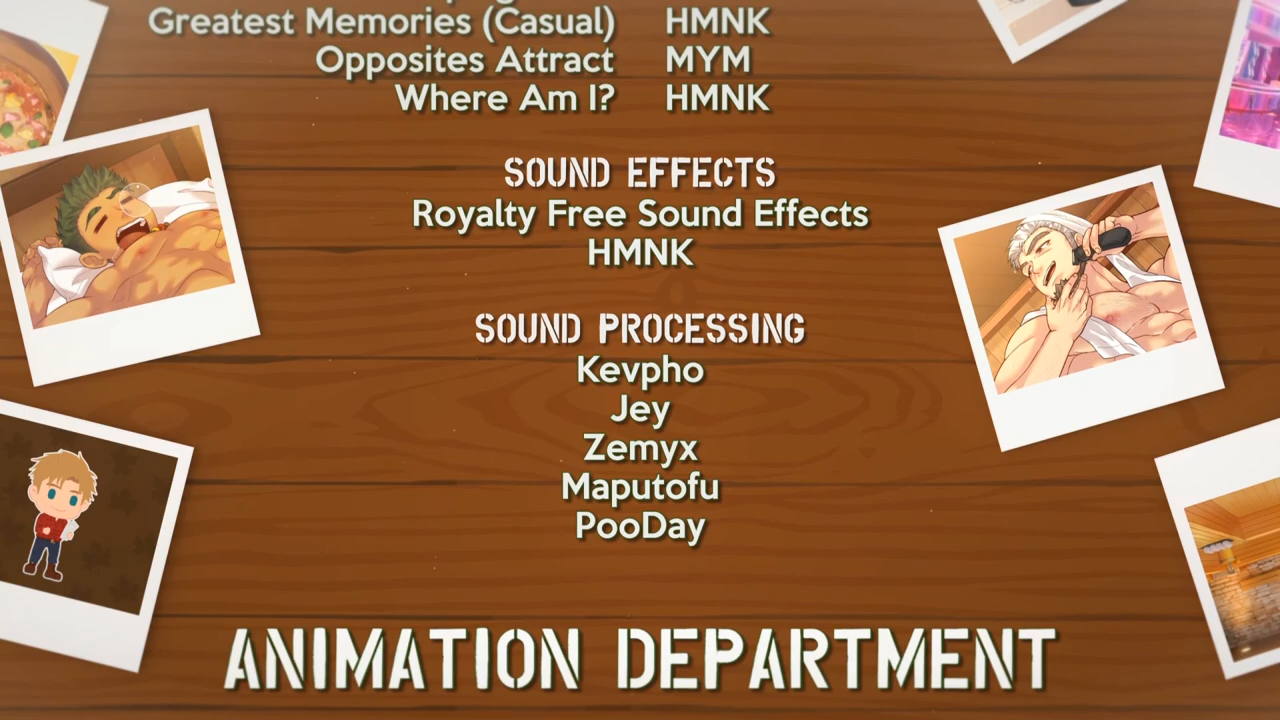 Greatest Memories (Casual) HMNK
Opposites Attract MYM
Where Am I? HMNK
SOUND EFFECTS
Royalty Free Sound Effects
HMNK
SOUND PROCESSING
Kevpho
Jey
Zemyx
Maputofu
PooDay
ANIMATION DEPARTMENT